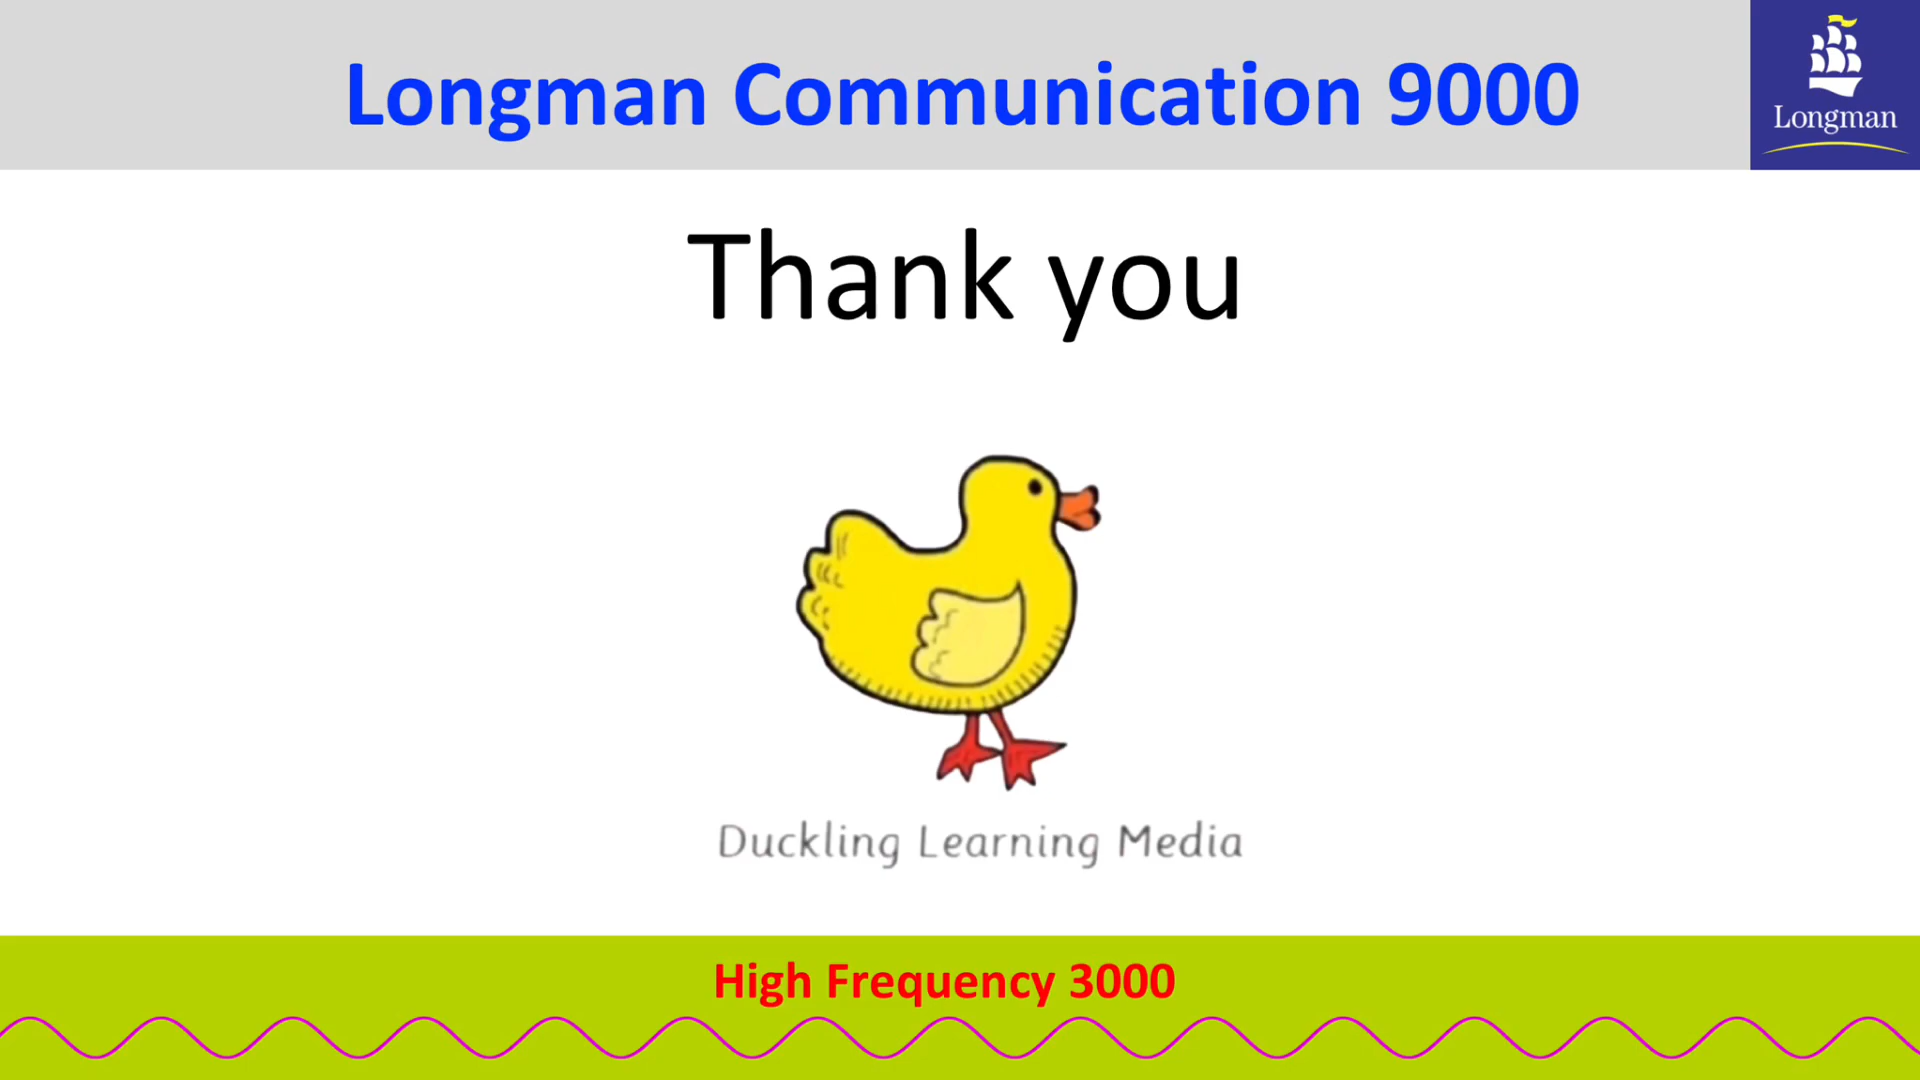 Longman Communication 9000
Longman
Thank you
Duckling Learning Media
High Frequency 3000